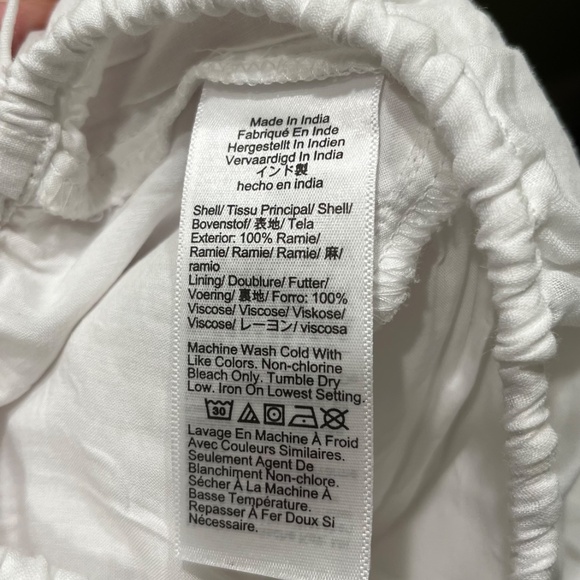 Made In India
Fabriqué En Inde
Hergestellt In Indien
Vervaardigd In India
インド製
hecho en india
Shell/ Tissu Principal/ Shell/
Bovenstof/ 表地/ Tela
Exterior: 100% Ramie/
Ramie/ Ramie/ Ramie/ 麻/
ramio
Lining/ Doublure/ Futter/
Voering/ 裏地/ Forro: 100%
Viscose/ Viscose/ Viskose/
Viscose/ レーヨン/ viscosa
Machine Wash Cold With
Like Colors. Non-chlorine
Bleach Only. Tumble Dry
Low. Iron On Lowest Setting.
30
Lavage En Machine À Froid
Avec Couleurs Similaires.
Seulement Agent De
Blanchiment Non-chlore.
Sécher À La Machine À
Basse Température.
Repasser À Fer Doux Si
Nécessaire.